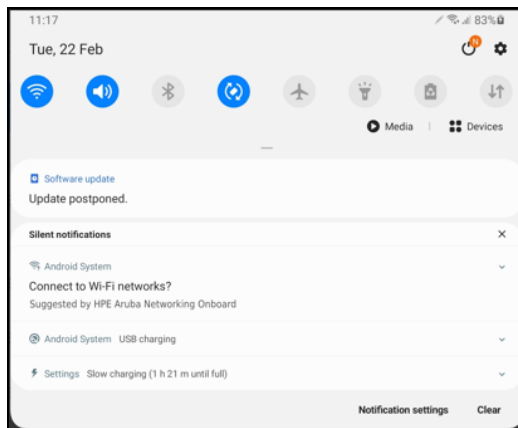 11:17
83%
Tue, 22 Feb
N
Media | Devices
Software update
Update postponed.
Silent notifications
Android System
Connect to Wi-Fi networks?
Suggested by HPE Aruba Networking Onboard
Android System USB charging
Settings Slow charging (1 h 21 m until full)
Notification settings Clear